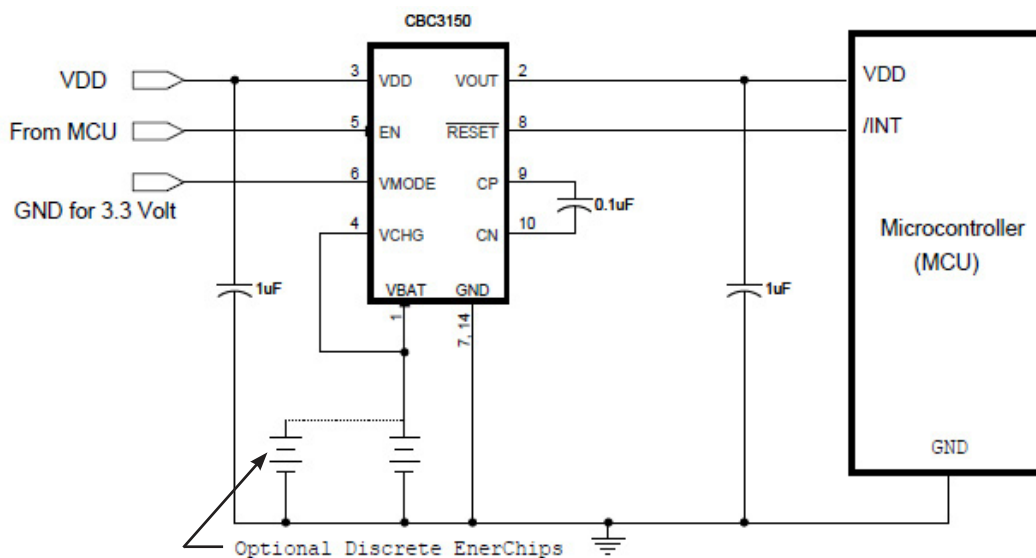 CBC3150
VDD
3
VDD
VOUT
2
VDD
From MCU
5
EN
RESET
8
/INT
6
VMODE
CP
9
GND for 3.3 Volt
0.1uF
4
VCHG
CN
10
Microcontroller
(MCU)
1uF
VBAT
GND
1uF
1
7, 14
GND
Optional Discrete EnerChips